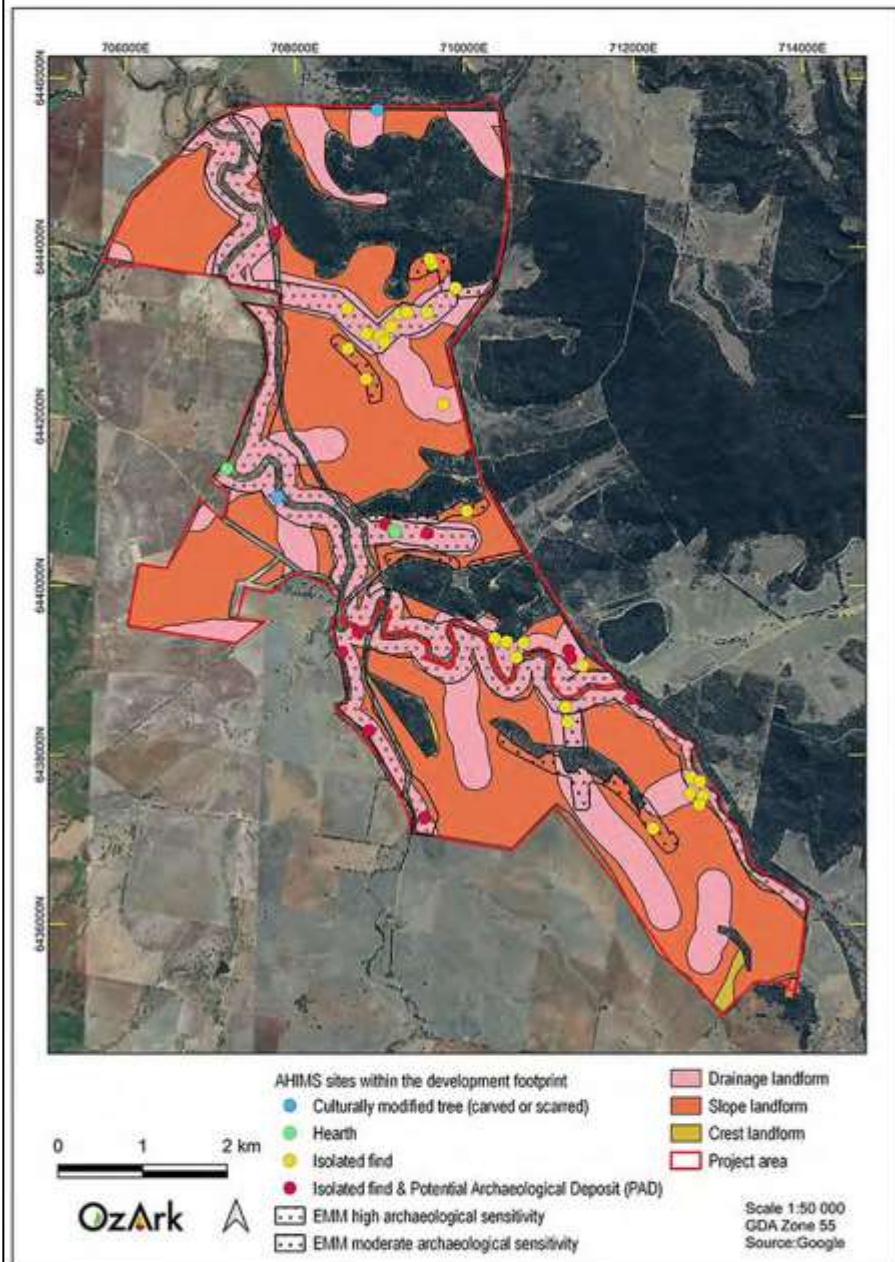 706000E 708000E 710000E 712000E 714000E
6446000N
6444000N
6442000N
6440000N
6438000N
6436000N
AHIMS sites within the development footprint
Culturally modified tree (carved or scarred)
Hearth
Isolated find
Isolated find & Potential Archaeological Deposit (PAD)
EMM high archaeological sensitivity
EMM moderate archaeological sensitivity
Drainage landform
Slope landform
Crest landform
Project area
0 1 2 km
OzArk
Scale 1:50 000
GDA Zone 55
Source:Google